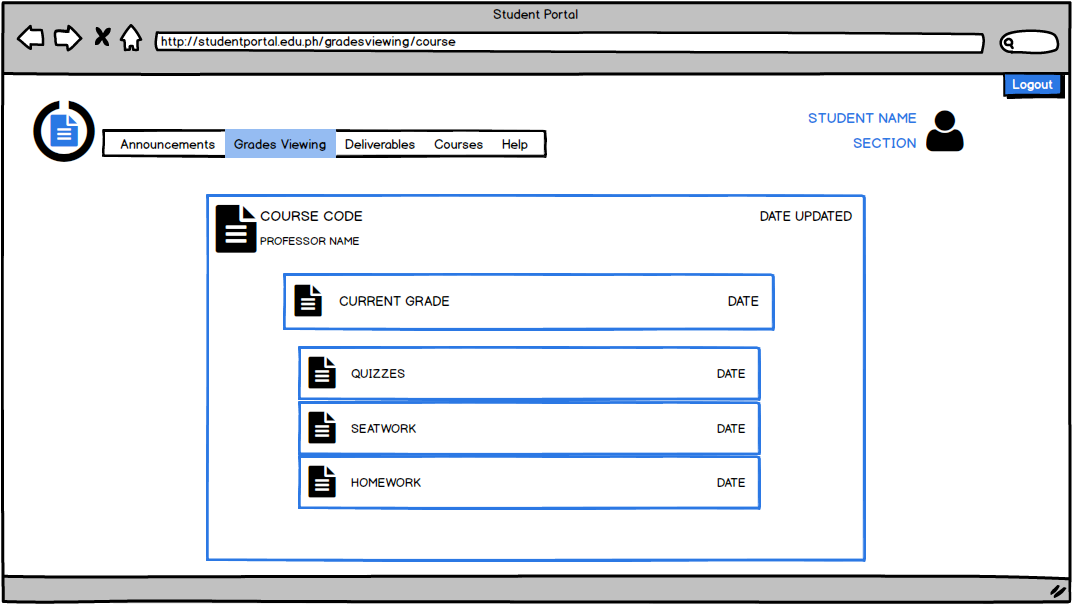 Student Portal
http://studentportal.edu.ph/gradesviewing/course
Logout
STUDENT NAME
SECTION
Announcements Grades Viewing Deliverables Courses Help
COURSE CODE DATE UPDATED
PROFESSOR NAME
CURRENT GRADE DATE
QUIZZES DATE
SEATWORK DATE
HOMEWORK DATE